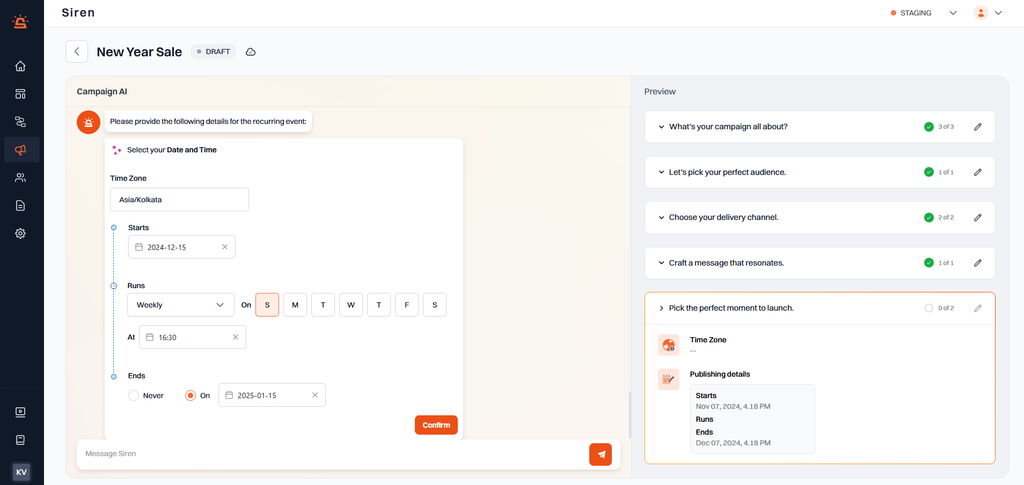 Siren
STAGING
New Year Sale
DRAFT
Campaign AI
Please provide the following details for the recurring event:
Select your Date and Time
Time Zone
Asia/Kolkata
Starts
2024-12-15
Runs
Weekly
On S M T W T F S
At 16:30
Ends
Never On 2025-01-15
Confirm
Message Siren
KV
Preview
What's your campaign all about? 3 of 3
Let's pick your perfect audience. 1 of 1
Choose your delivery channel. 2 of 2
Craft a message that resonates. 1 of 1
Pick the perfect moment to launch. 0 of 2
Time Zone
--
Publishing details
Starts
Nov 07, 2024, 4.18 PM
Runs
Ends
Dec 07, 2024, 4.18 PM